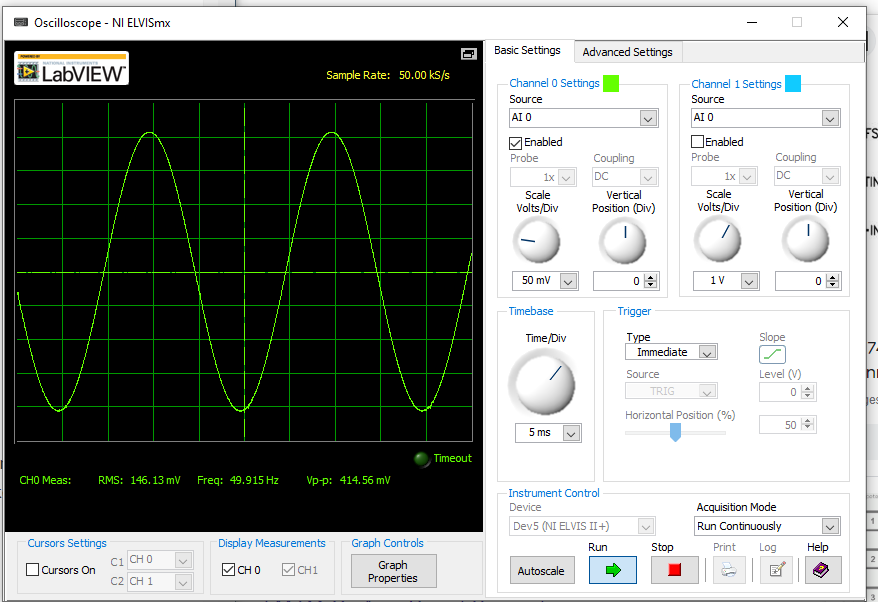 Oscilloscope - NI ELVISmx
POWERED BY
NATIONAL INSTRUMENTS
LabVIEW™
Sample Rate: 50.00 kS/s
Timeout
CH0 Meas: RMS: 146.13 mV Freq: 49.915 Hz Vp-p: 414.56 mV
Cursors Settings
Cursors On
C1 CH 0
C2 CH 1
Display Measurements
CH 0 CH1
Graph Controls
Graph
Properties
Basic Settings Advanced Settings
Channel 0 Settings
Source
AI 0
Enabled
Probe Coupling
1x DC
Scale
Volts/Div
Vertical
Position (Div)
50 mV 0
Channel 1 Settings
Source
AI 0
Enabled
Probe Coupling
1x DC
Scale
Volts/Div
Vertical
Position (Div)
1 V 0
Timebase
Time/Div
5 ms
Trigger
Type
Immediate
Slope
Source
TRIG
Level (V)
0
Horizontal Position (%)
50
Instrument Control
Device
Dev5 (NI ELVIS II+)
Acquisition Mode
Run Continuously
Autoscale
Run Stop Print Log Help